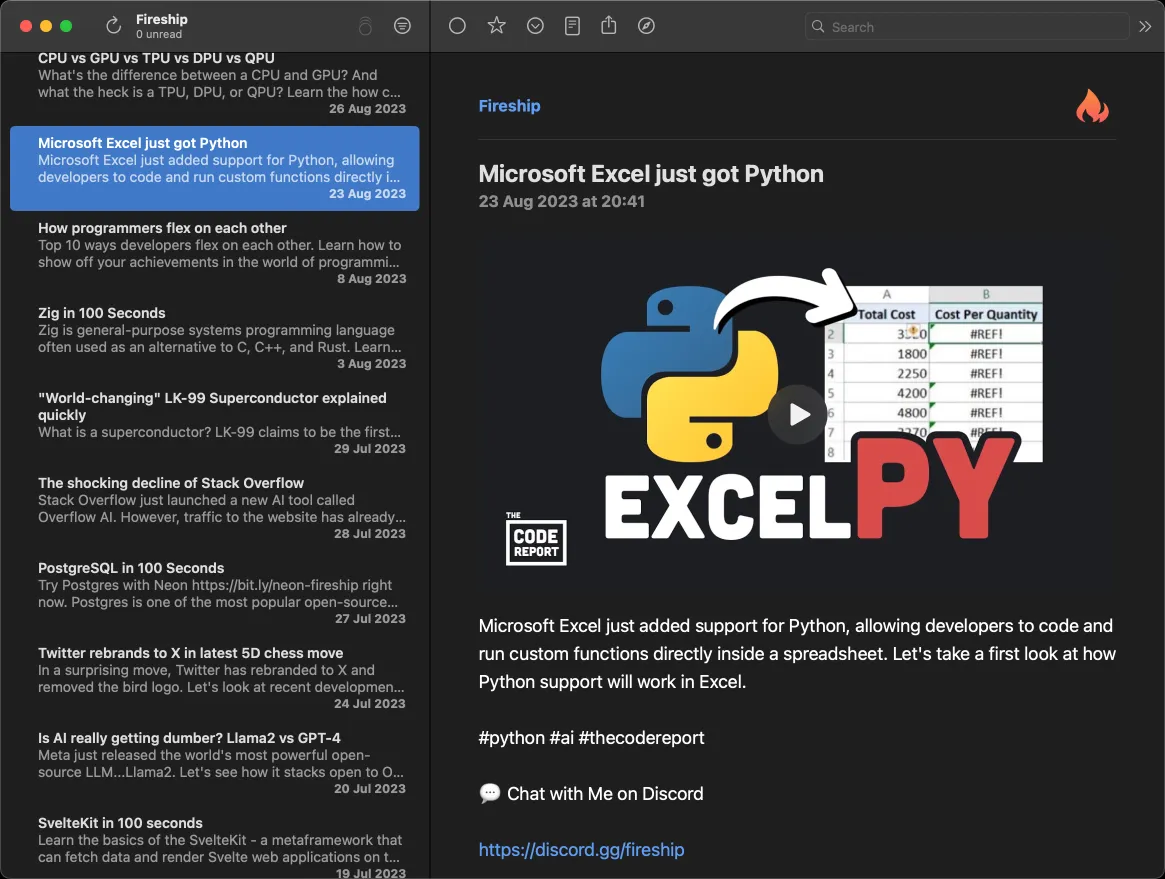 Fireship
0 unread
Search
CPU vs GPU vs TPU vs DPU vs QPU
What's the difference between a CPU and GPU? And
what the heck is a TPU, DPU, or QPU? Learn the how c...
26 Aug 2023
Microsoft Excel just got Python
Microsoft Excel just added support for Python, allowing
developers to code and run custom functions directly i...
23 Aug 2023
How programmers flex on each other
Top 10 ways developers flex on each other. Learn how to
show off your achievements in the world of programmi...
8 Aug 2023
Zig in 100 Seconds
Zig is general-purpose systems programming language
often used as an alternative to C, C++, and Rust. Learn...
3 Aug 2023
"World-changing" LK-99 Superconductor explained
quickly
What is a superconductor? LK-99 claims to be the first...
29 Jul 2023
The shocking decline of Stack Overflow
Stack Overflow just launched a new AI tool called
Overflow AI. However, traffic to the website has already...
28 Jul 2023
PostgreSQL in 100 Seconds
Try Postgres with Neon https://bit.ly/neon-fireship right
now. Postgres is one of the most popular open-source...
27 Jul 2023
Twitter rebrands to X in latest 5D chess move
In a surprising move, Twitter has rebranded to X and
removed the bird logo. Let's look at recent developmen...
24 Jul 2023
Is AI really getting dumber? Llama2 vs GPT-4
Meta just released the world's most powerful open-
source LLM...Llama2. Let's see how it stacks open to O...
20 Jul 2023
SvelteKit in 100 seconds
Learn the basics of the SvelteKit - a metaframework that
can fetch data and render Svelte web applications on t...
19 Jul 2023
Fireship
Microsoft Excel just got Python
23 Aug 2023 at 20:41
A B
Total Cost Cost Per Quantity
2 #REF!
3 1800 #REF!
4 2250 #REF!
5 4200 #REF!
6 4800 #REF!
7 #REF!
8
EXCELPY
THE
CODE
REPORT
Microsoft Excel just added support for Python, allowing developers to code and
run custom functions directly inside a spreadsheet. Let's take a first look at how
Python support will work in Excel.
#python #ai #thecodereport
💬 Chat with Me on Discord
https://discord.gg/fireship